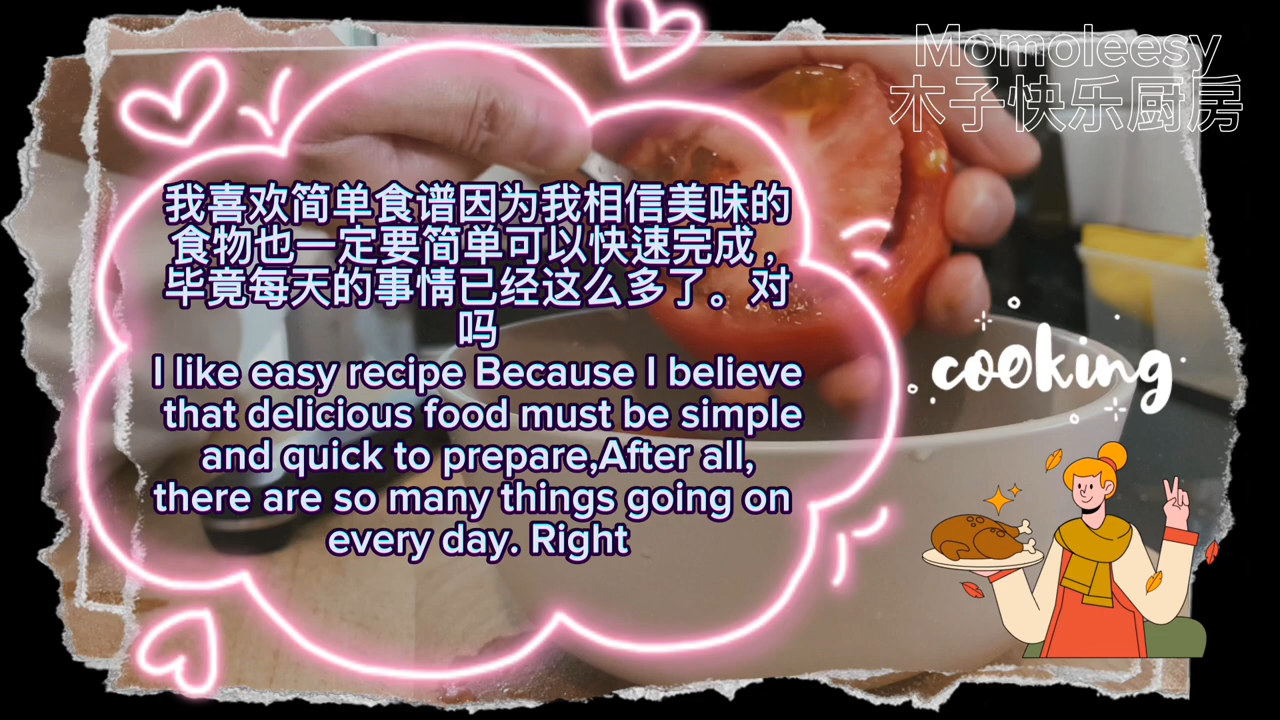 Momoleesy
木子快乐厨房
我喜欢简单食谱因为我相信美味的
食物也一定要简单可以快速完成，
毕竟每天的事情已经这么多了。对
吗
I like easy recipe Because I believe
that delicious food must be simple
and quick to prepare,After all,
there are so many things going on
every day. Right
cooking